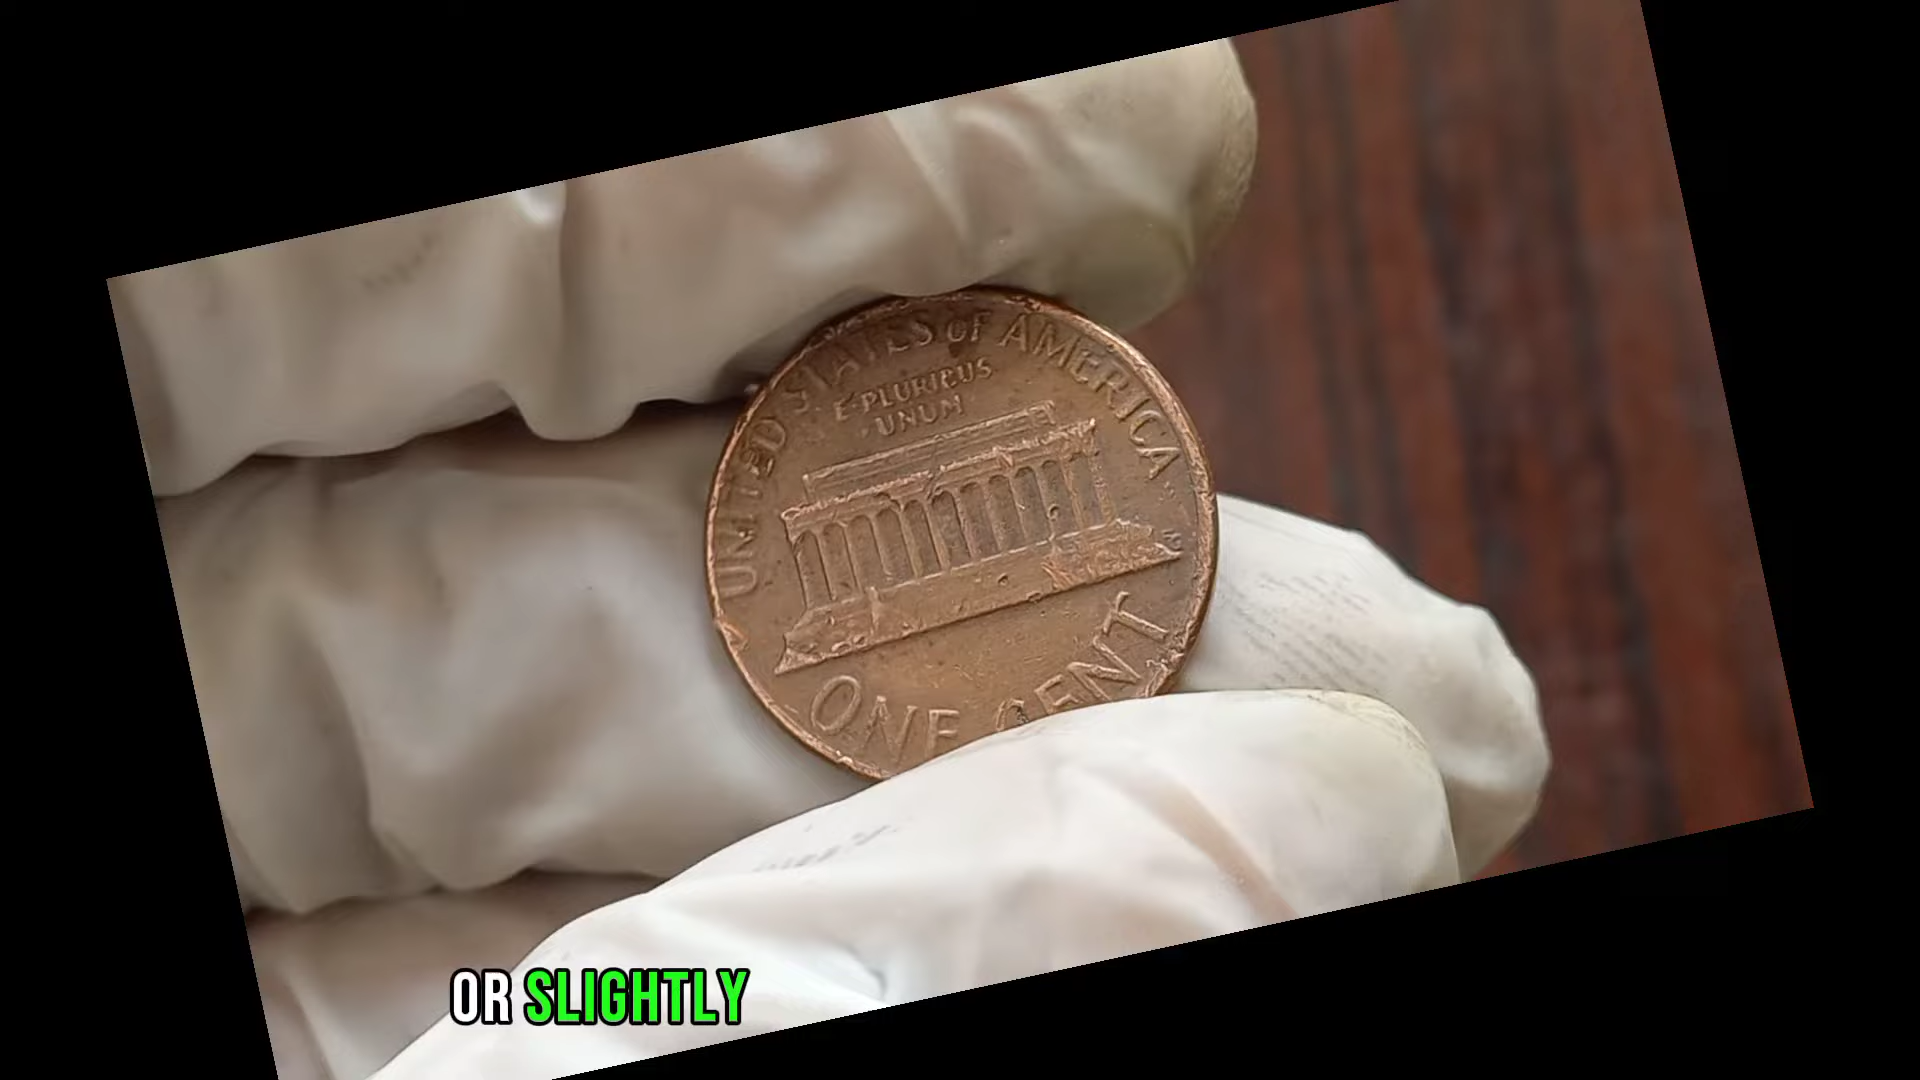 UNITED STATES OF AMERICA
E PLURIBUS
UNUM
ONE CENT
OR SLIGHTLY